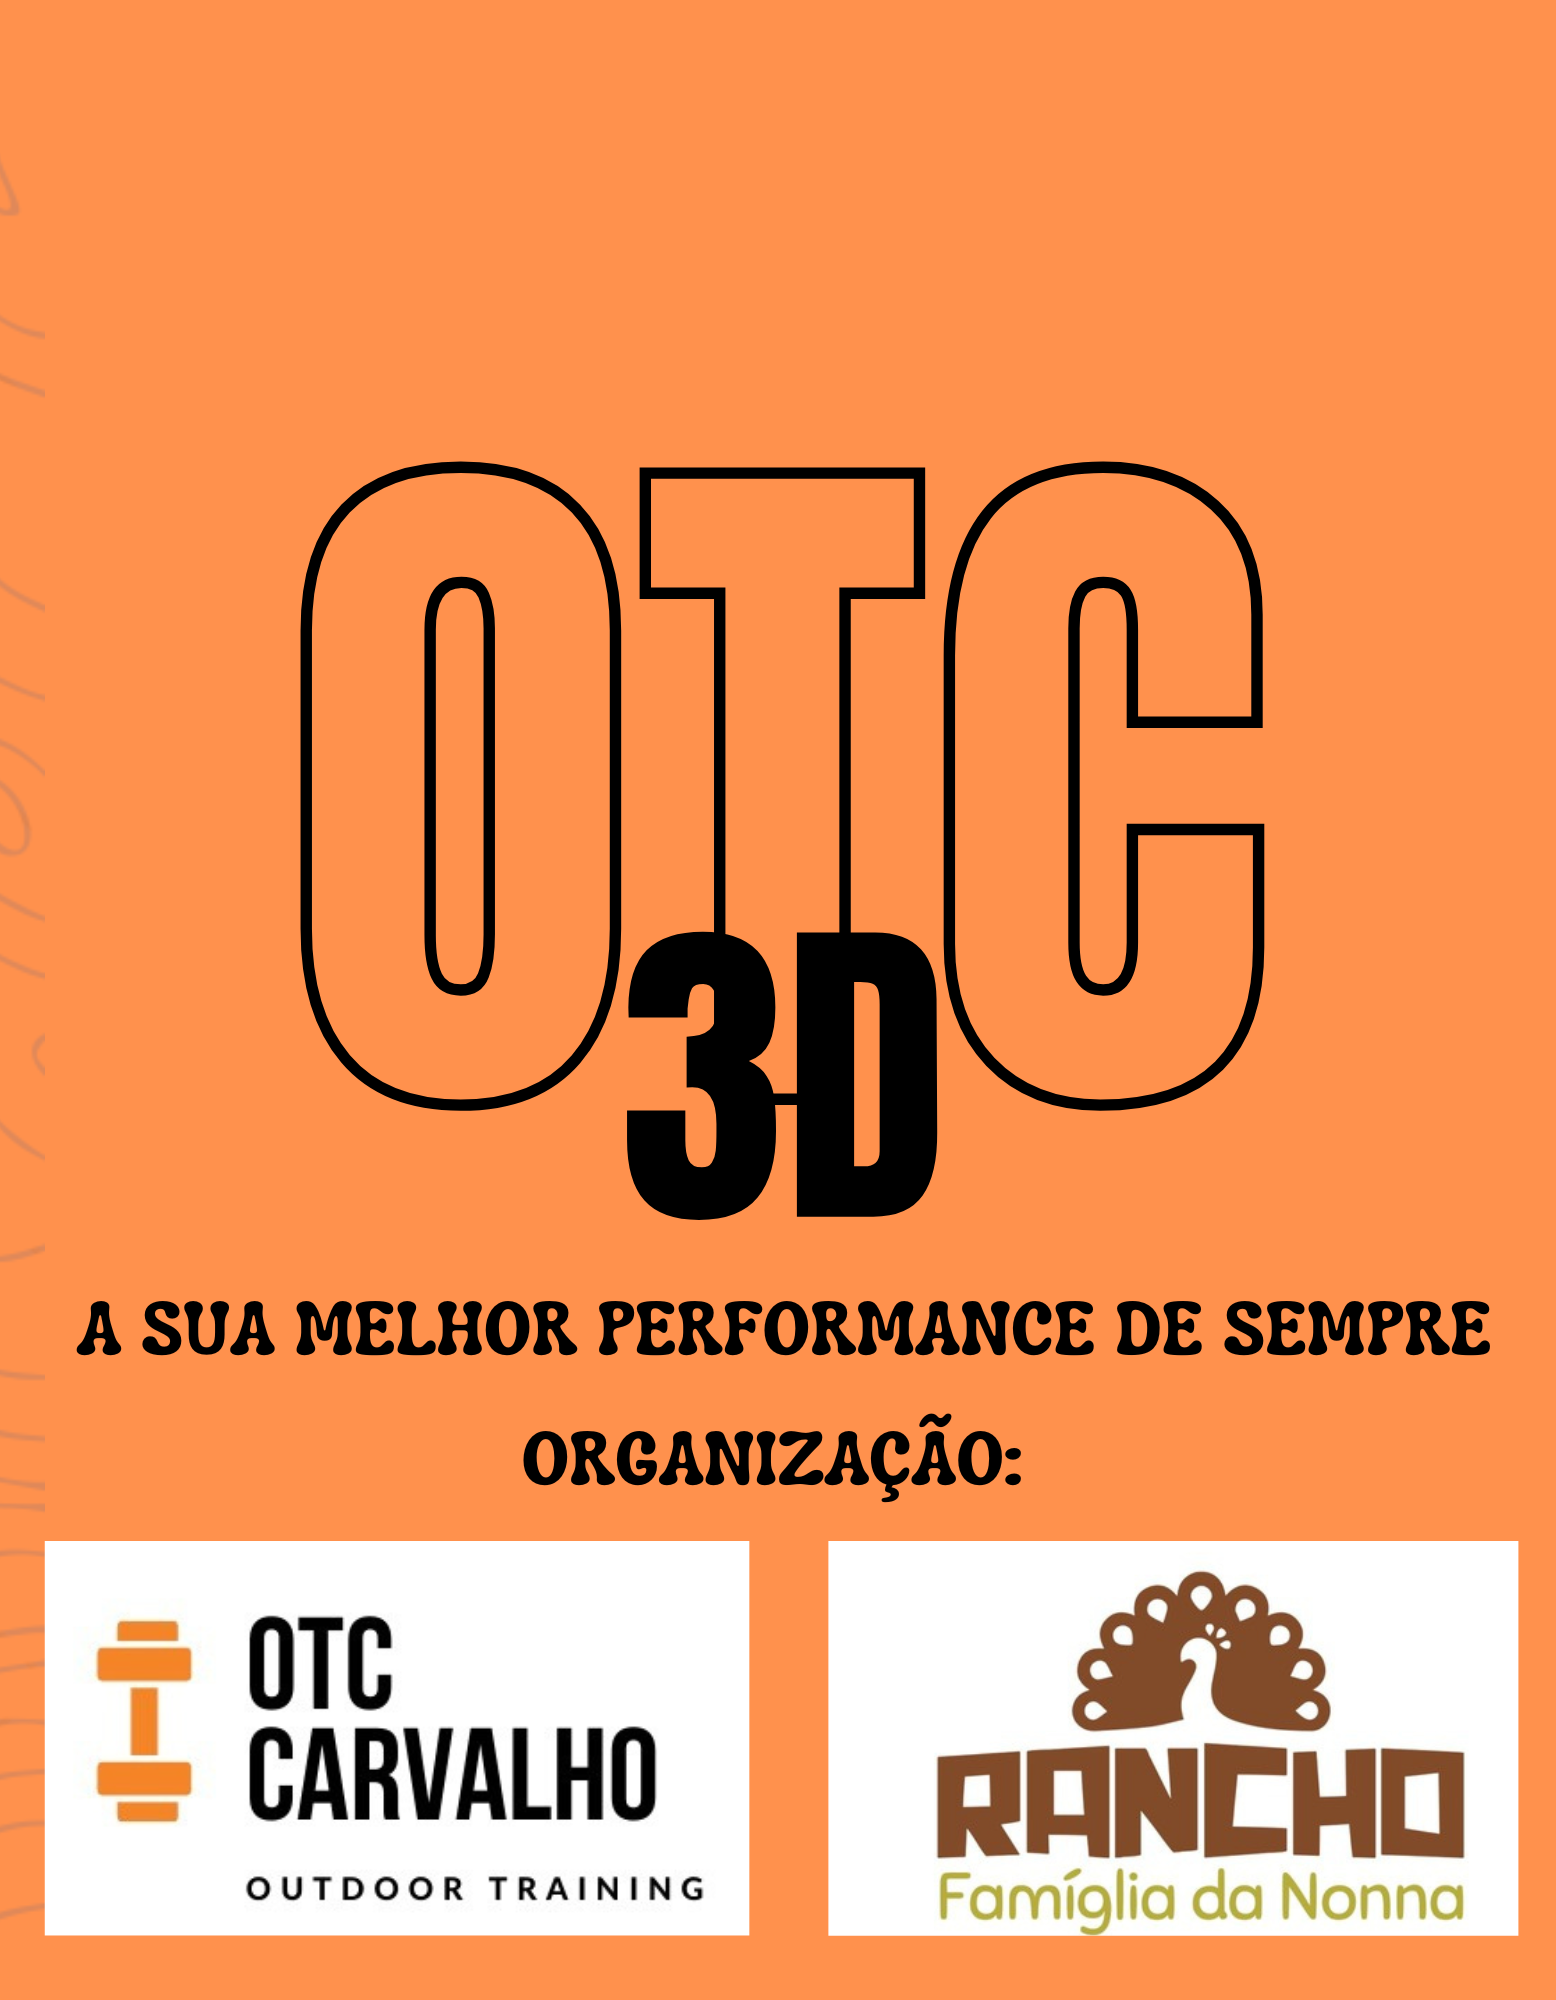 OTC
3D
A SUA MELHOR PERFORMANCE DE SEMPRE
ORGANIZAÇÃO:
OTC
CARVALHO
OUTDOOR TRAINING
RANCHO
Famíglia da Nonna